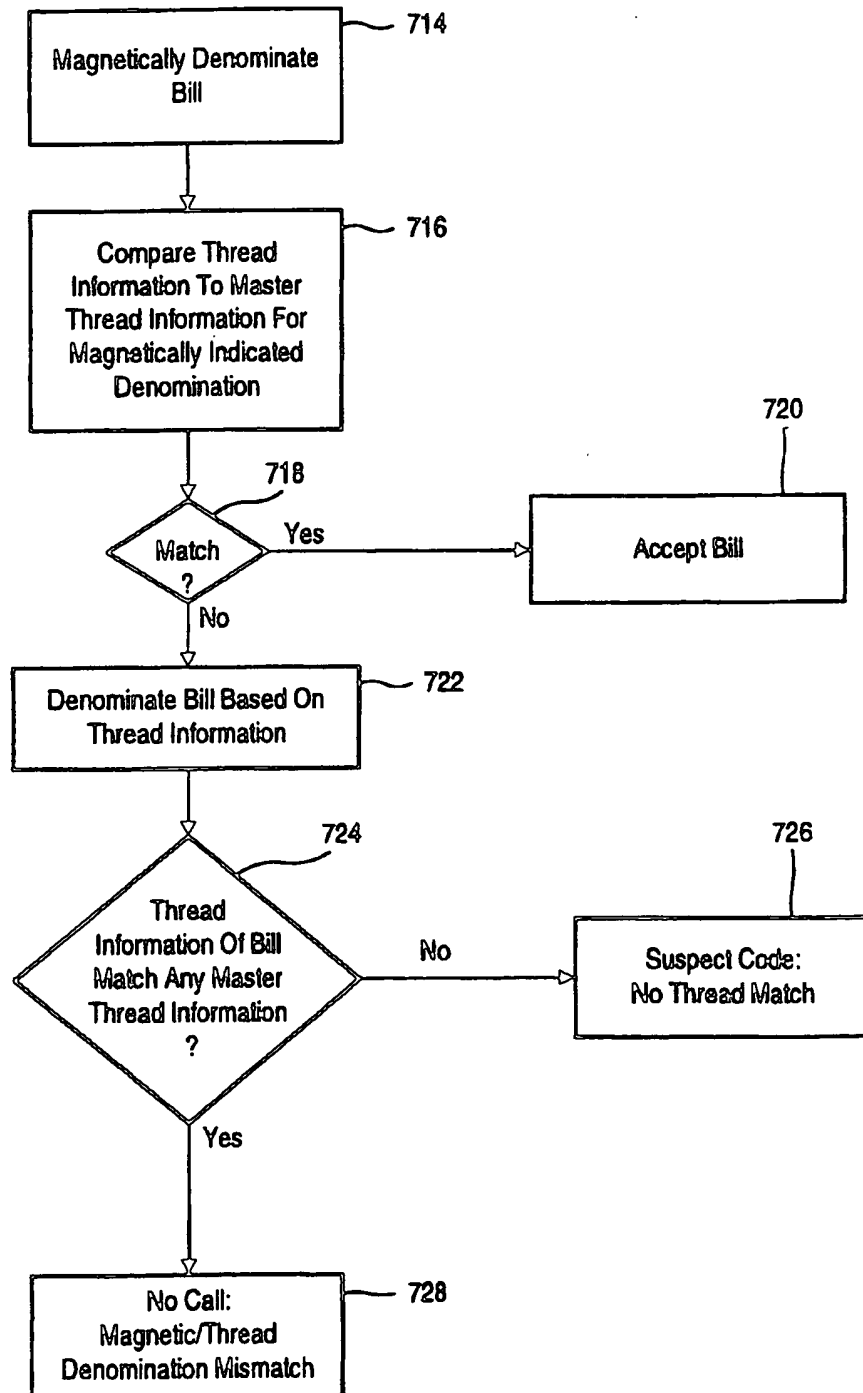 714
Magnetically Denominate
Bill
716
Compare Thread
Information To Master
Thread Information For
Magnetically Indicated
Denomination
718
Match
?
Yes
720
Accept Bill
No
722
Denominate Bill Based On
Thread Information
724
Thread
Information Of Bill
Match Any Master
Thread Information
?
No
726
Suspect Code:
No Thread Match
Yes
728
No Call:
Magnetic/Thread
Denomination Mismatch